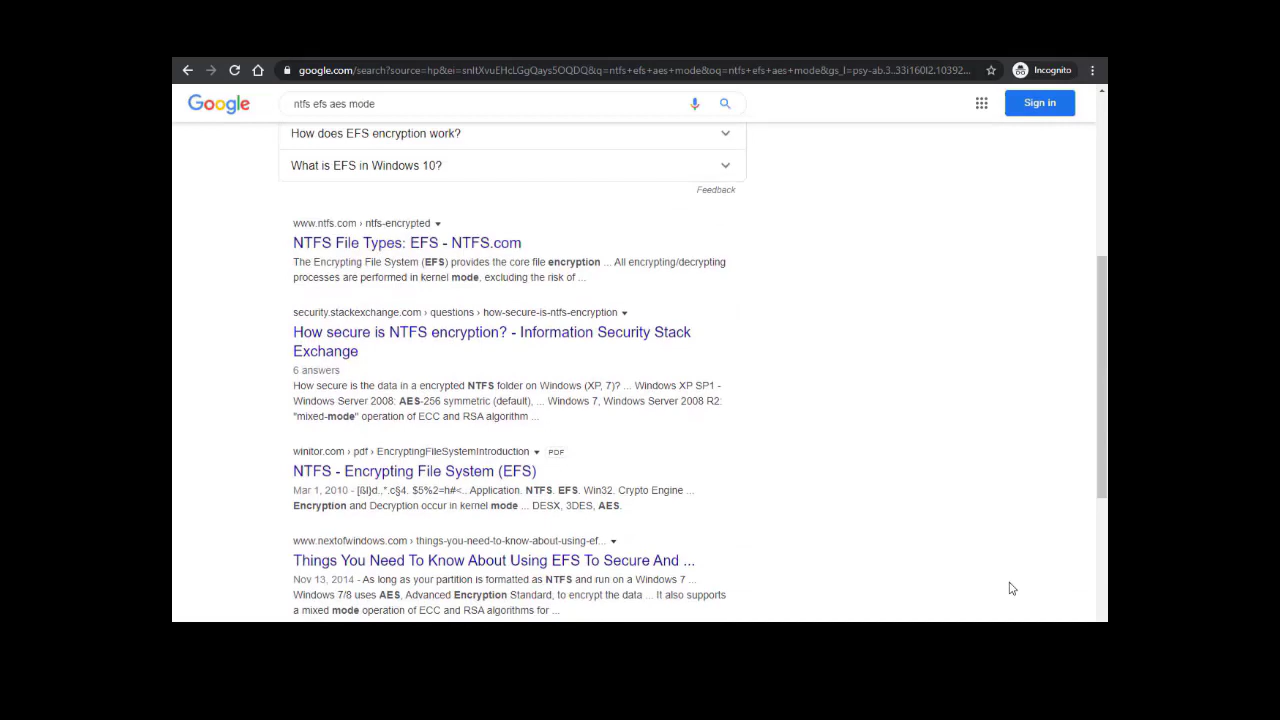 google.com/search?source=hp&ei=snItXvuEHcLGgQays5OQDQ&q=ntfs+efs+aes+mode&oq=ntfs+efs+aes+mode&gs_l=psy-ab.3..33i160l2.10392...
Incognito
Google
ntfs efs aes mode
Sign in
How does EFS encryption work?
What is EFS in Windows 10?
Feedback
www.ntfs.com › ntfs-encrypted
NTFS File Types: EFS - NTFS.com
The Encrypting File System (EFS) provides the core file encryption ... All encrypting/decrypting
processes are performed in kernel mode, excluding the risk of ...
security.stackexchange.com › questions › how-secure-is-ntfs-encryption
How secure is NTFS encryption? - Information Security Stack
Exchange
6 answers
How secure is the data in a encrypted NTFS folder on Windows (XP, 7)? ... Windows XP SP1 -
Windows Server 2008: AES-256 symmetric (default), ... Windows 7, Windows Server 2008 R2:
"mixed-mode" operation of ECC and RSA algorithm ...
winitor.com › pdf › EncryptingFileSystemIntroduction PDF
NTFS - Encrypting File System (EFS)
Mar 1, 2010 - [ßl}d.,*.c§4. $5%2=h#<.. Application. NTFS. EFS. Win32. Crypto Engine ...
Encryption and Decryption occur in kernel mode ... DESX, 3DES, AES.
www.nextofwindows.com › things-you-need-to-know-about-using-ef...
Things You Need To Know About Using EFS To Secure And ...
Nov 13, 2014 - As long as your partition is formatted as NTFS and run on a Windows 7 ...
Windows 7/8 uses AES, Advanced Encryption Standard, to encrypt the data ... It also supports
a mixed mode operation of ECC and RSA algorithms for ...